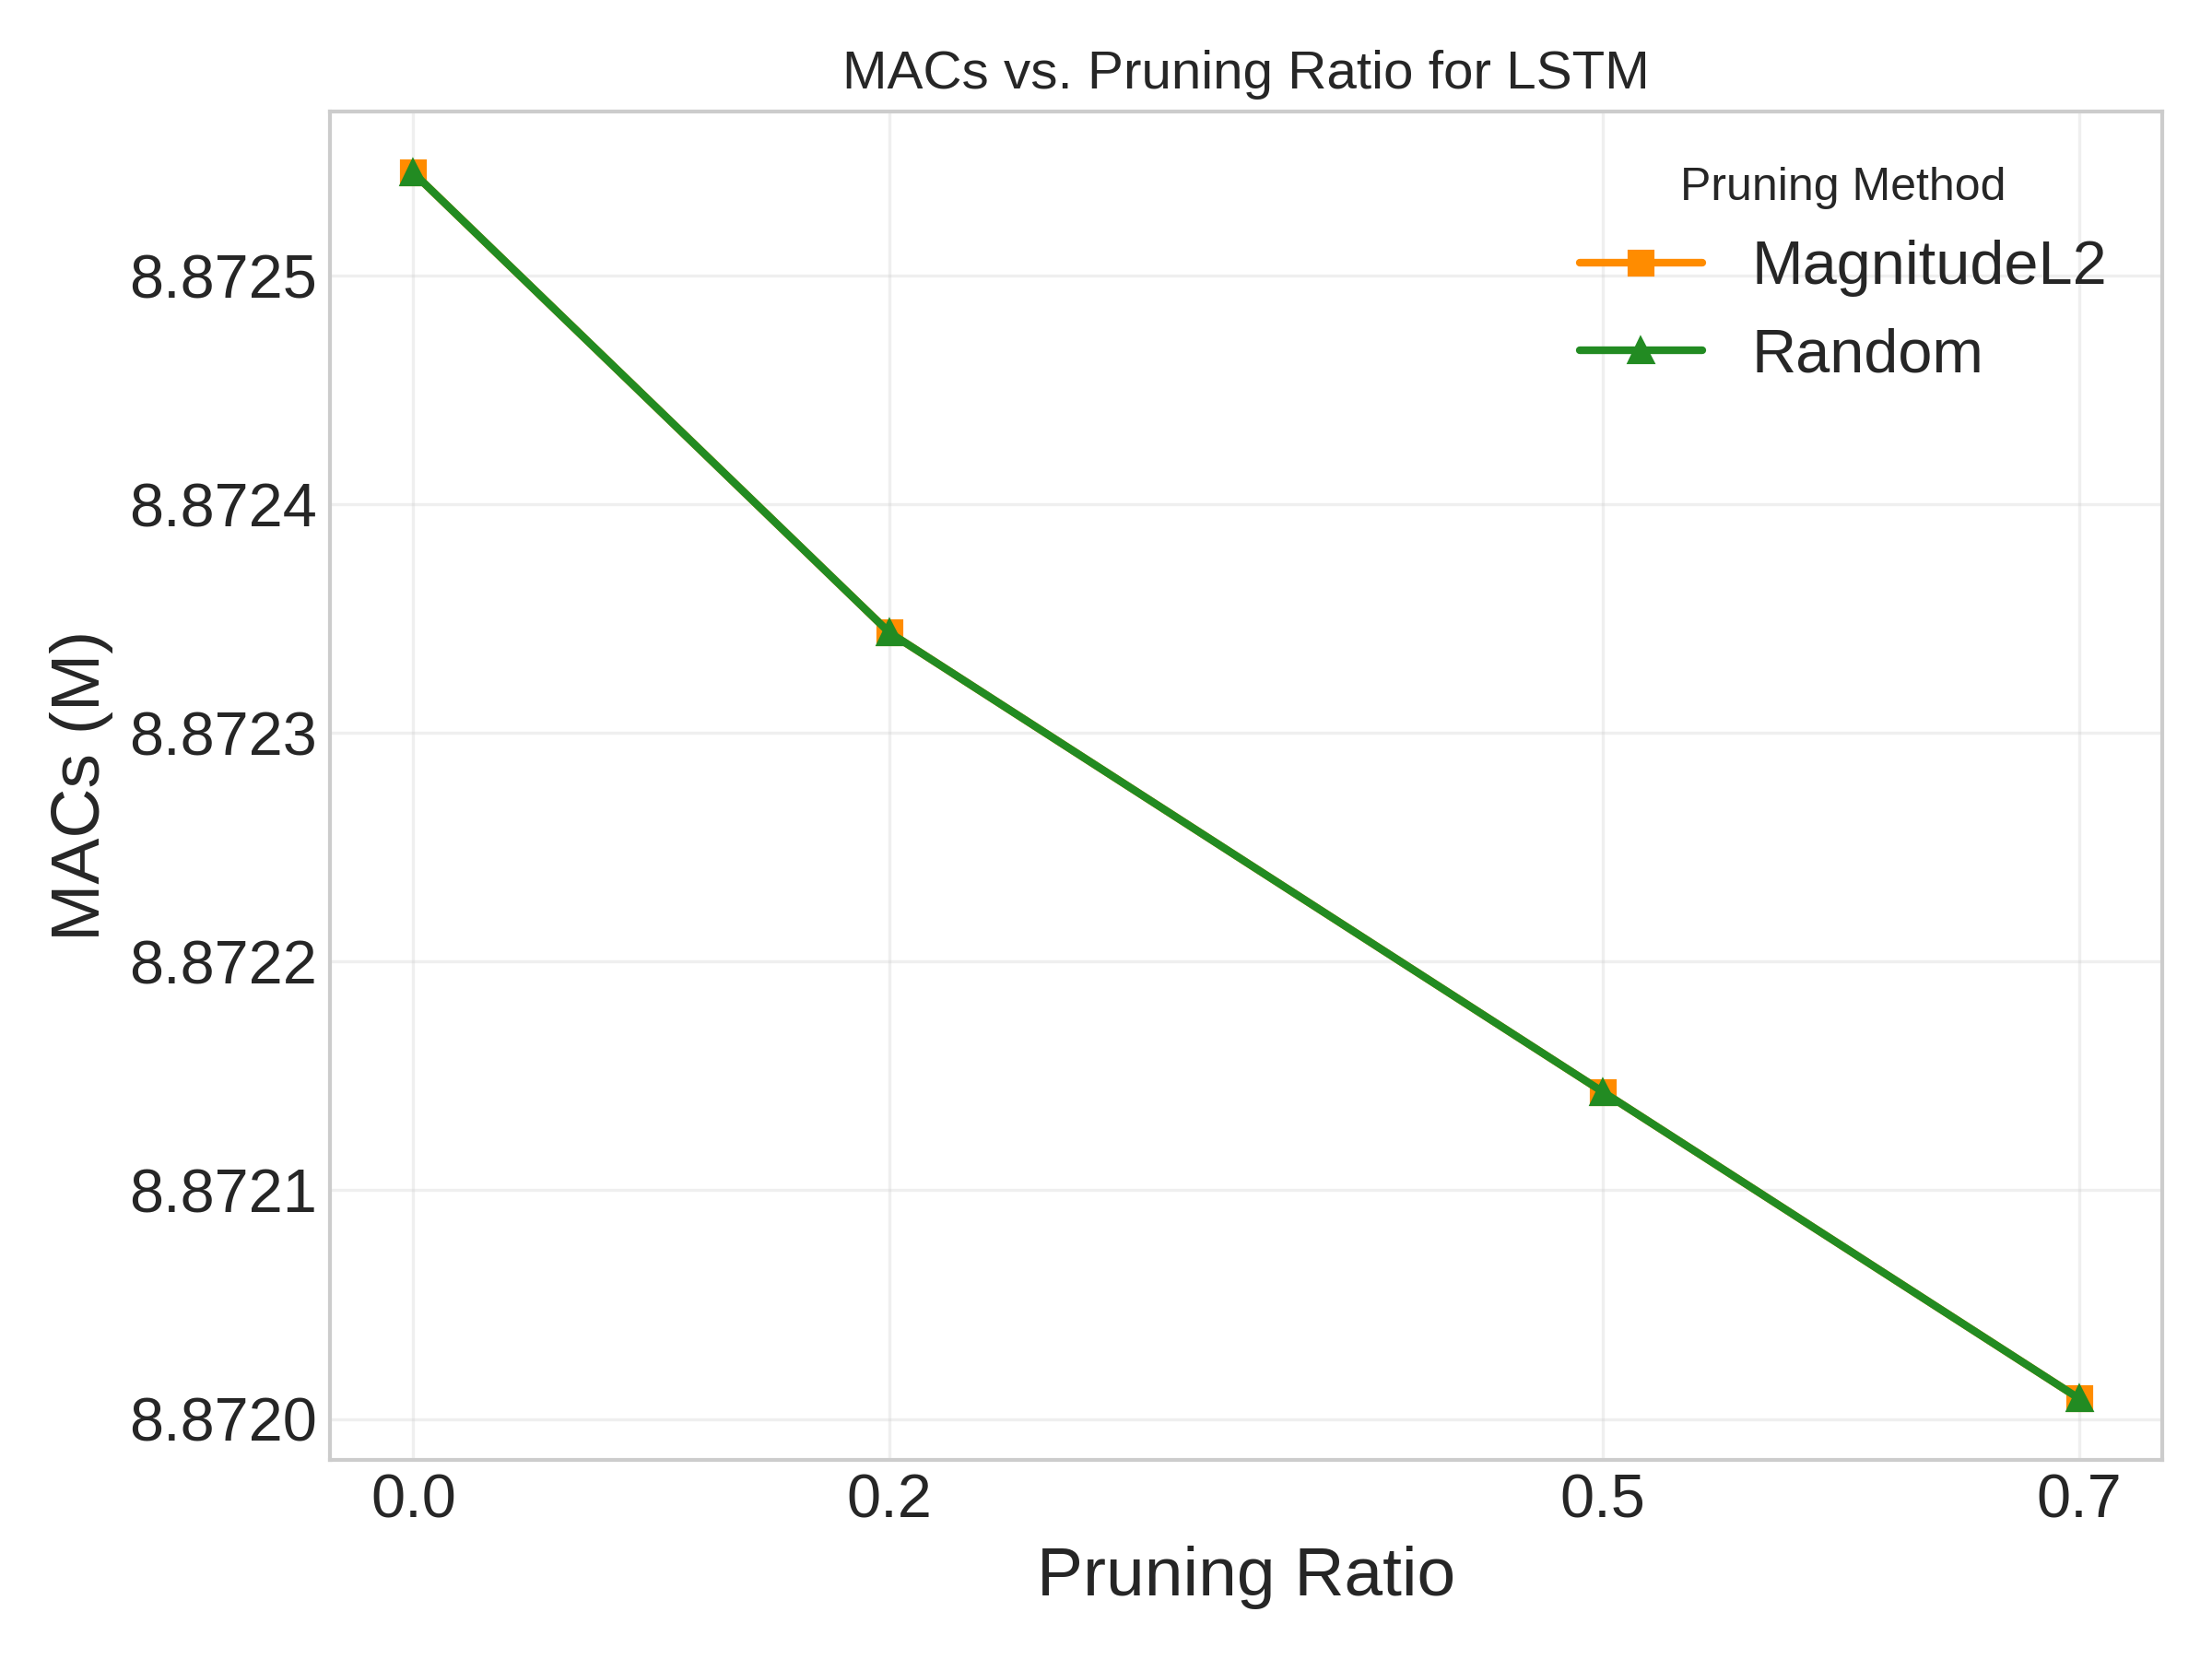 MACs vs. Pruning Ratio for LSTM
Pruning Method
MagnitudeL2
Random
MACs (M)
8.8725
8.8724
8.8723
8.8722
8.8721
8.8720
0.0 0.2 0.5 0.7
Pruning Ratio